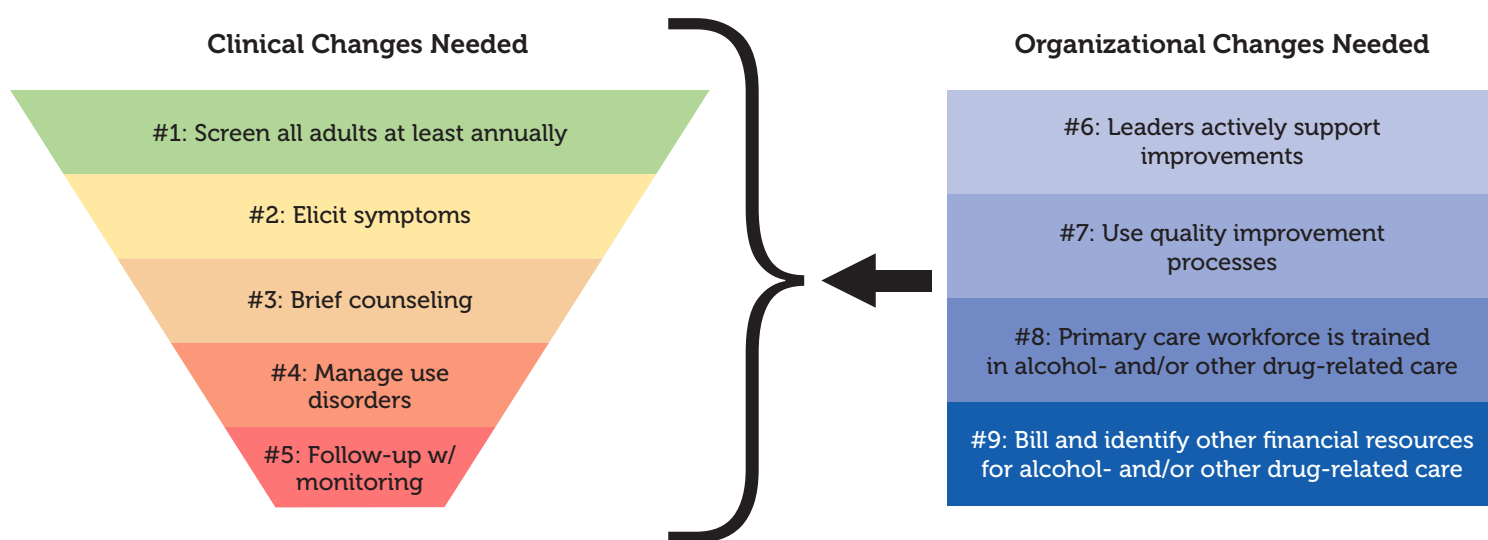 Clinical Changes Needed
#1: Screen all adults at least annually
#2: Elicit symptoms
#3: Brief counseling
#4: Manage use
disorders
#5: Follow-up w/
monitoring
Organizational Changes Needed
#6: Leaders actively support
improvements
#7: Use quality improvement
processes
#8: Primary care workforce is trained
in alcohol- and/or other drug-related care
#9: Bill and identify other financial resources
for alcohol- and/or other drug-related care